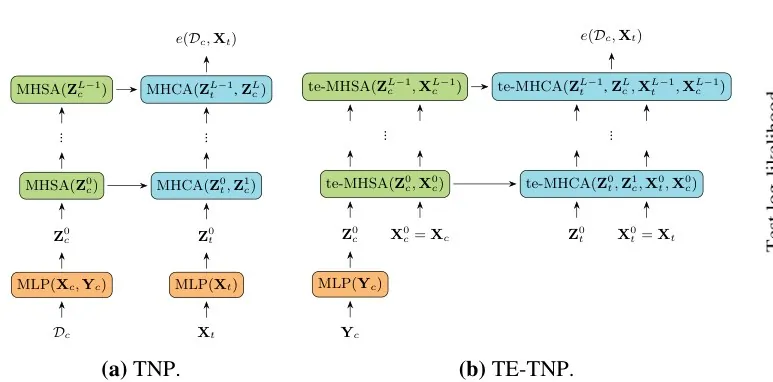 e(𝒟c, Xt)
MHSA(Zc^{L−1})
MHCA(Zt^{L−1}, Zc^{L})
⋮ ⋮
MHSA(Zc^0)
MHCA(Zt^0, Zc^1)
Zc^0
Zt^0
MLP(Xc, Yc)
MLP(Xt)
𝒟c
Xt
(a) TNP.
e(𝒟c, Xt)
te-MHSA(Zc^{L−1}, Xc^{L−1})
te-MHCA(Zt^{L−1}, Zc^{L}, Xt^{L−1}, Xc^{L−1})
⋮ ⋮
te-MHSA(Zc^0, Xc^0)
te-MHCA(Zt^0, Zc^1, Xt^0, Xc^0)
Zc^0
Xc^0 = Xc
Zt^0
Xt^0 = Xt
MLP(Yc)
Yc
(b) TE-TNP.
Test log-likelihood